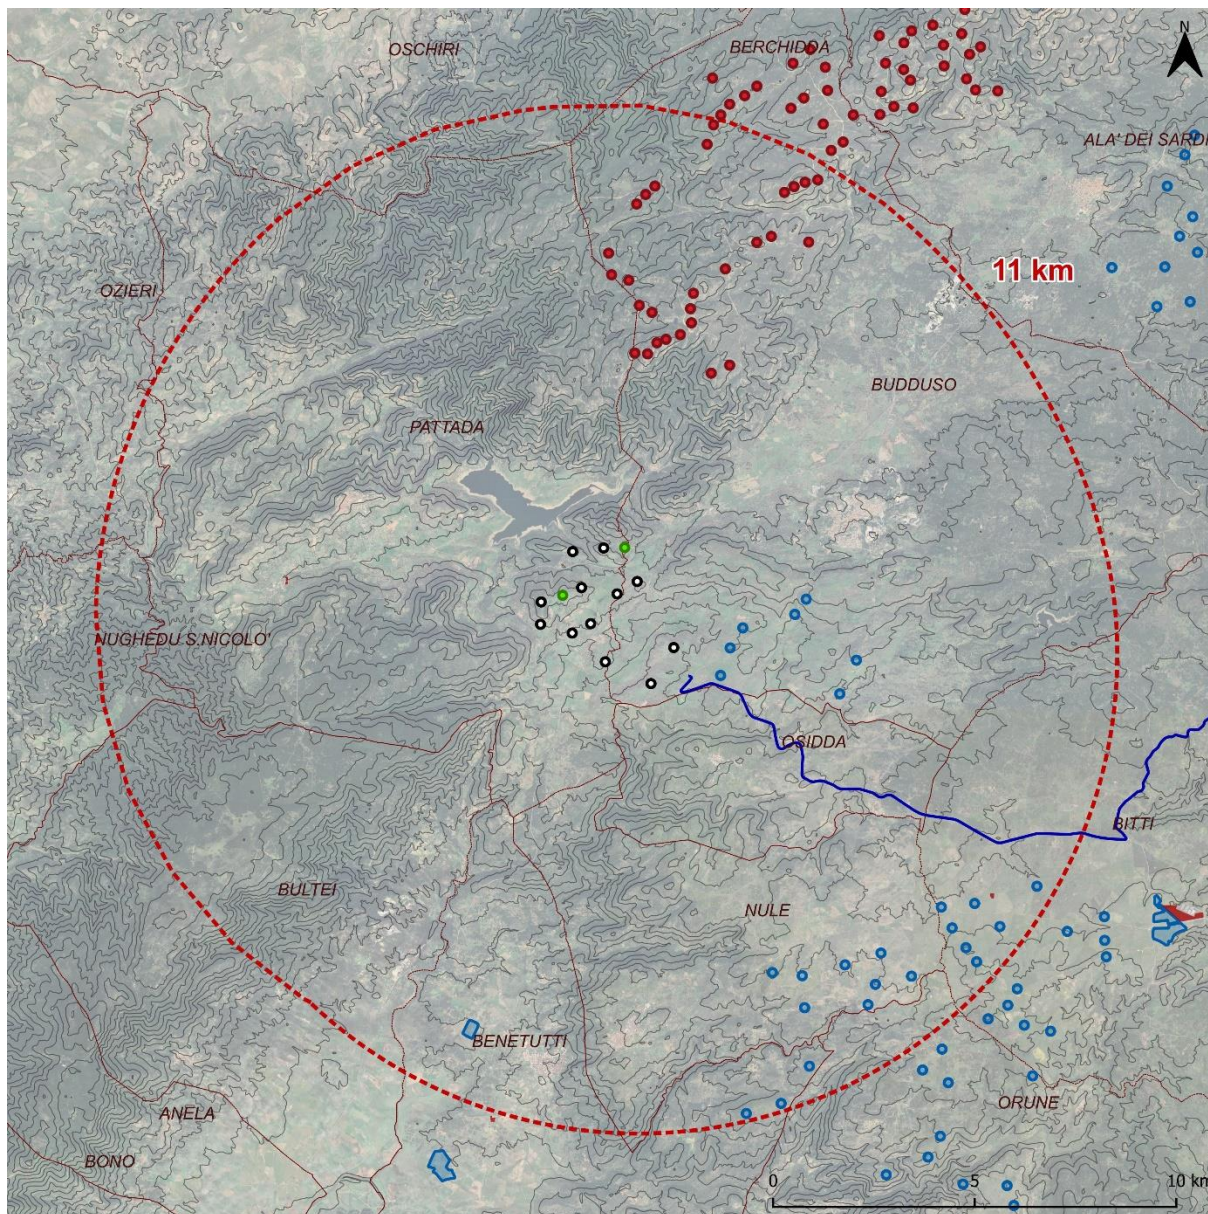 N
OSCHIRI
BERCHIDDA
ALA' DEI SARDI
11 km
OZIERI
BUDDUSO
PATTADA
NUGHEDU S.NICOLO'
OSIDDA
BITTI
BULTEI
NULE
BENETUTTI
ANELA
ORUNE
BONO
0 5 10 km